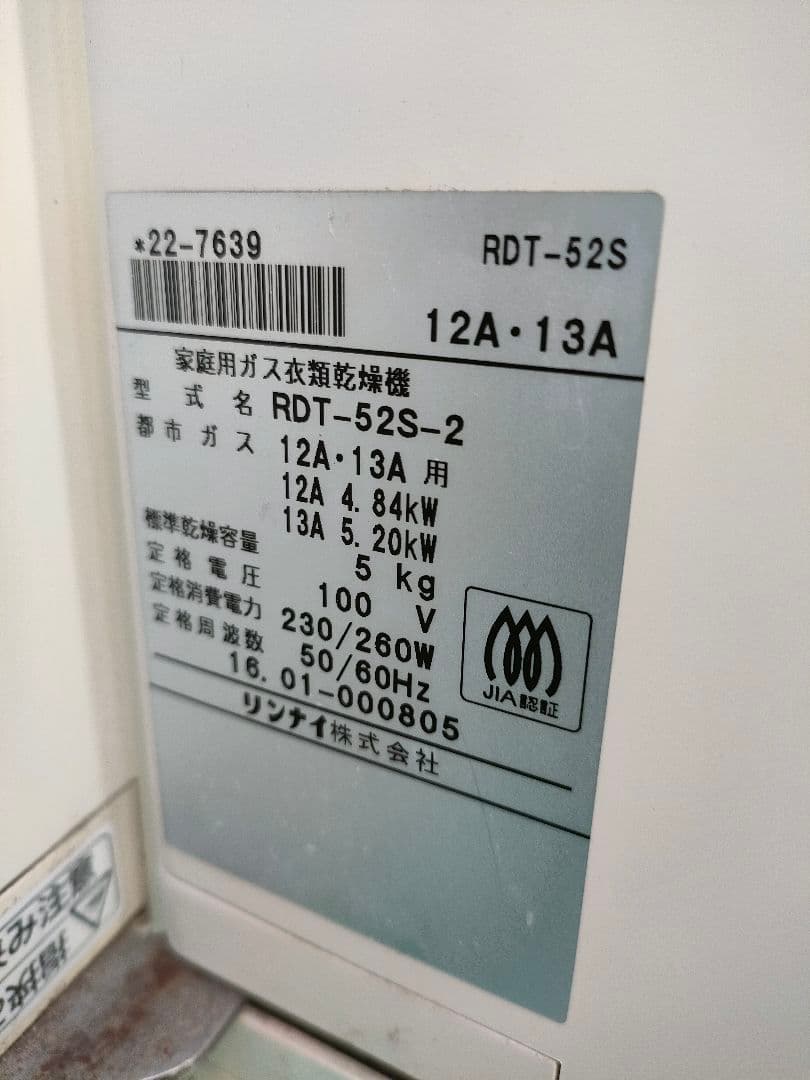 *22-7639
RDT-52S
12A・13A
家庭用ガス衣類乾燥機
型式名 RDT-52S-2
都市ガス 12A・13A 用
12A 4.84kW
13A 5.20kW
標準乾燥容量 5 kg
定格電圧 100 V
定格消費電力 230/260W
定格周波数 50/60Hz
16.01-000805
リンナイ株式会社
JIA認証